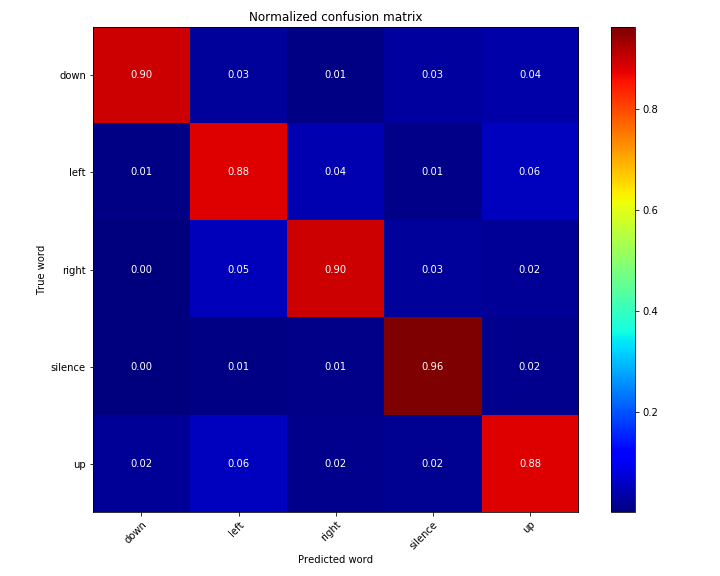 Normalized confusion matrix
down 0.90 0.03 0.01 0.03 0.04
0.8
left 0.01 0.88 0.04 0.01 0.06
0.6
True word
right 0.00 0.05 0.90 0.03 0.02
0.4
silence 0.00 0.01 0.01 0.96 0.02
0.2
up 0.02 0.06 0.02 0.02 0.88
down left right silence up
Predicted word